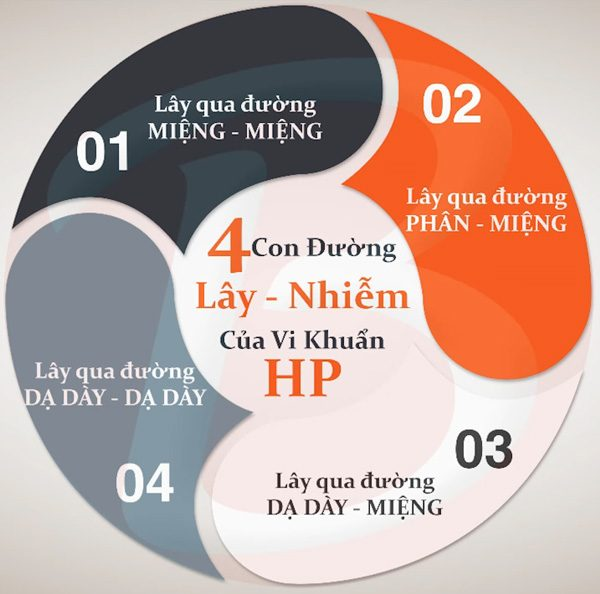 4 Con Đường
Lây - Nhiễm
Của Vi Khuẩn
HP
01
Lây qua đường
MIỆNG - MIỆNG
02
Lây qua đường
PHÂN - MIỆNG
03
Lây qua đường
DẠ DÀY - MIỆNG
04
Lây qua đường
DẠ DÀY - DẠ DÀY